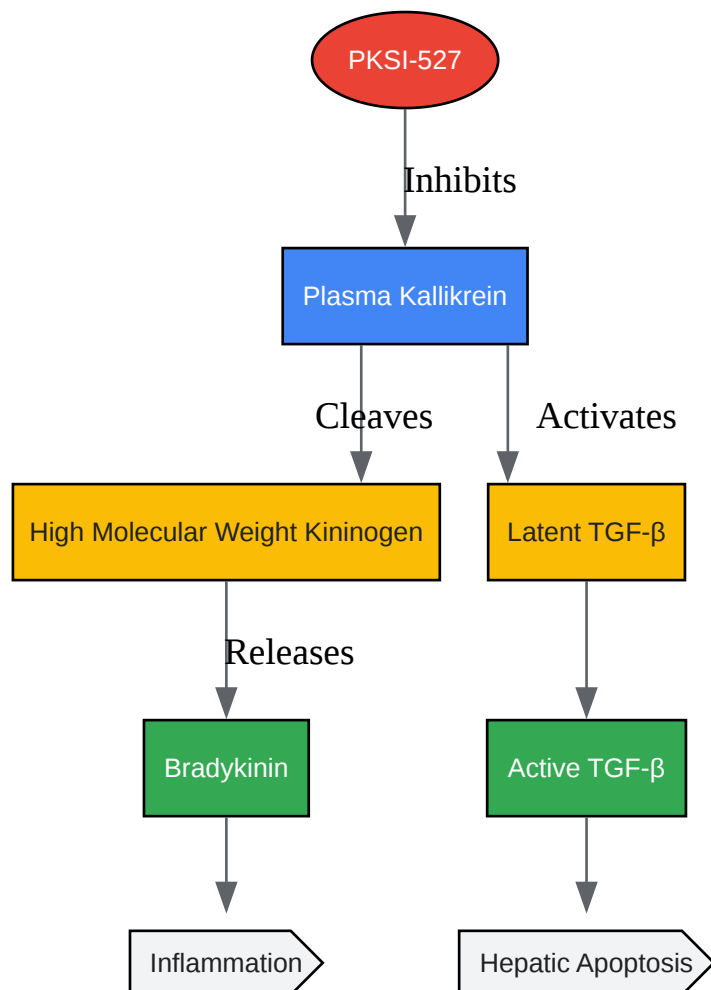 PKSI-527
Inhibits
Plasma Kallikrein
Cleaves
Activates
High Molecular Weight Kininogen
Latent TGF-β
Releases
Bradykinin
Active TGF-β
Inflammation
Hepatic Apoptosis